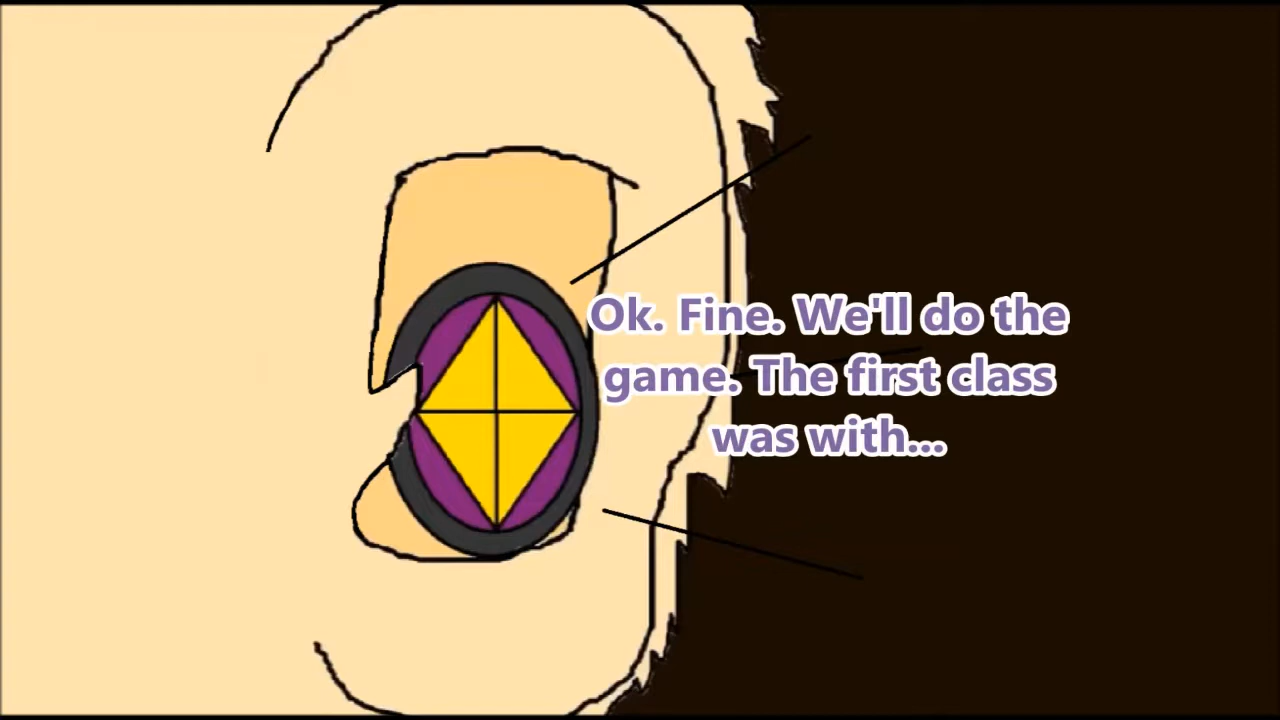 Ok. Fine. We'll do the
game. The first class
was with...